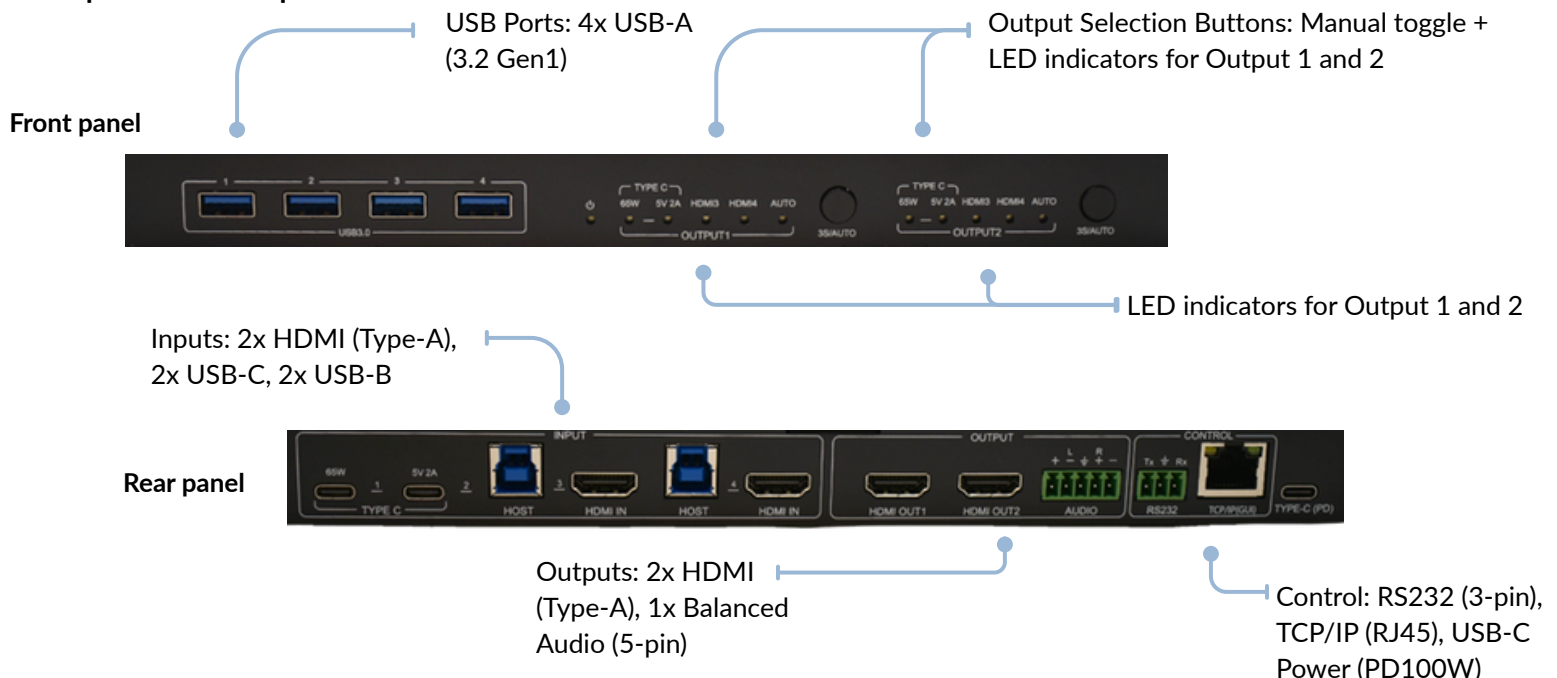 USB Ports: 4x USB-A
(3.2 Gen1)
Output Selection Buttons: Manual toggle +
LED indicators for Output 1 and 2
Front panel
1 2 3 4
USB3.0
TYPE C
65W 5V 2A HDMI3 HDMI4 AUTO
OUTPUT1
3S/AUTO
TYPE C
65W 5V 2A HDMI3 HDMI4 AUTO
OUTPUT2
3S/AUTO
LED indicators for Output 1 and 2
Inputs: 2x HDMI (Type-A),
2x USB-C, 2x USB-B
Rear panel
INPUT
65W 1 5V 2A 2
TYPE C
HOST
3
HDMI IN
HOST
4
HDMI IN
OUTPUT
HDMI OUT1
HDMI OUT2
L R
+ - + -
AUDIO
CONTROL
Tx Rx
RS232
TCP/IP(GUI)
TYPE-C (PD)
Outputs: 2x HDMI
(Type-A), 1x Balanced
Audio (5-pin)
Control: RS232 (3-pin),
TCP/IP (RJ45), USB-C
Power (PD100W)